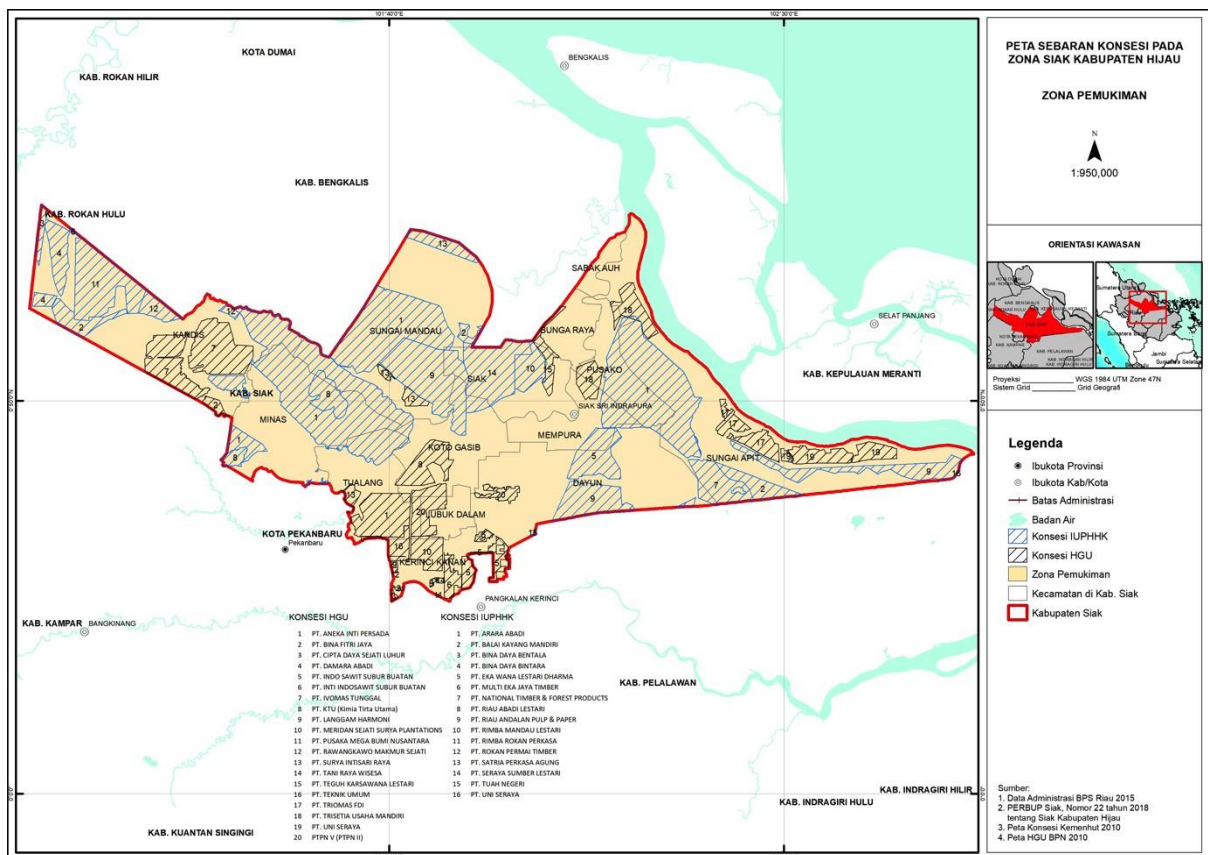 101°40'0"E
102°30'0"E
KOTA DUMAI
KAB. ROKAN HILIR
BENGKALIS
KAB. BENGKALIS
KAB. ROKAN HULU
SABAK AUH
SUNGAI MANDAU
BUNGA RAYA
SELAT PANJANG
KANDIS
SIAK
PUSAKO
KAB. KEPULAUAN MERANTI
KAB. SIAK
SIAK SRI INDRAPURA
MINAS
MEMPURA
KOTO GASIB
SUNGAI APIT
TUALANG
DAYUN
LUBUK DALAM
KOTA PEKANBARU
Pekanbaru
KERINCI KANAN
PANGKALAN KERINCI
KAB. KAMPAR
BANGKINANG
KAB. PELALAWAN
KAB. INDRAGIRI HILIR
KAB. INDRAGIRI HULU
KAB. KUANTAN SINGINGI
KONSESI HGU
1 PT. ANEKA INTI PERSADA
2 PT. BINA FITRI JAYA
3 PT. CIPTA DAYA SEJATI LUHUR
4 PT. DAMARA ABADI
5 PT. INDO SAWIT SUBUR BUATAN
6 PT. INTI INDOSAWIT SUBUR BUATAN
7 PT. IVOMAS TUNGGAL
8 PT. KTU (Kimia Tirta Utama)
9 PT. LANGGAM HARMONI
10 PT. MERIDAN SEJATI SURYA PLANTATIONS
11 PT. PUSAKA MEGA BUMI NUSANTARA
12 PT. RAWANGKAWO MAKMUR SEJATI
13 PT. SURYA INTISARI RAYA
14 PT. TANI RAYA WISESA
15 PT. TEGUH KARSAWANA LESTARI
16 PT. TEKNIK UMUM
17 PT. TRIOMAS FDI
18 PT. TRISETIA USAHA MANDIRI
19 PT. UNI SERAYA
20 PTPN V (PTPN II)
KONSESI IUPHHK
1 PT. ARARA ABADI
2 PT. BALAI KAYANG MANDIRI
3 PT. BINA DAYA BENTALA
4 PT. BINA DAYA BINTARA
5 PT. EKA WANA LESTARI DHARMA
6 PT. MULTI EKA JAYA TIMBER
7 PT. NATIONAL TIMBER & FOREST PRODUCTS
8 PT. RIAU ABADI LESTARI
9 PT. RIAU ANDALAN PULP & PAPER
10 PT. RIMBA MANDAU LESTARI
11 PT. RIMBA ROKAN PERKASA
12 PT. ROKAN PERMAI TIMBER
13 PT. SATRIA PERKASA AGUNG
14 PT. SERAYA SUMBER LESTARI
15 PT. TUAH NEGERI
16 PT. UNI SERAYA
PETA SEBARAN KONSESI PADA
ZONA SIAK KABUPATEN HIJAU
ZONA PEMUKIMAN
N
1:950,000
ORIENTASI KAWASAN
Proyeksi ____________ WGS 1984 UTM Zone 47N
Sistem Grid ____________ Grid Geografi
Legenda
Ibukota Provinsi
Ibukota Kab/Kota
Batas Administrasi
Badan Air
Konsesi IUPHHK
Konsesi HGU
Zona Pemukiman
Kecamatan di Kab. Siak
Kabupaten Siak
Sumber:
1. Data Administrasi BPS Riau 2015
2. PERBUP Siak, Nomor 22 tahun 2018
tentang Siak Kabupaten Hijau
3. Peta Konsesi Kemenhut 2010
4. Peta HGU BPN 2010